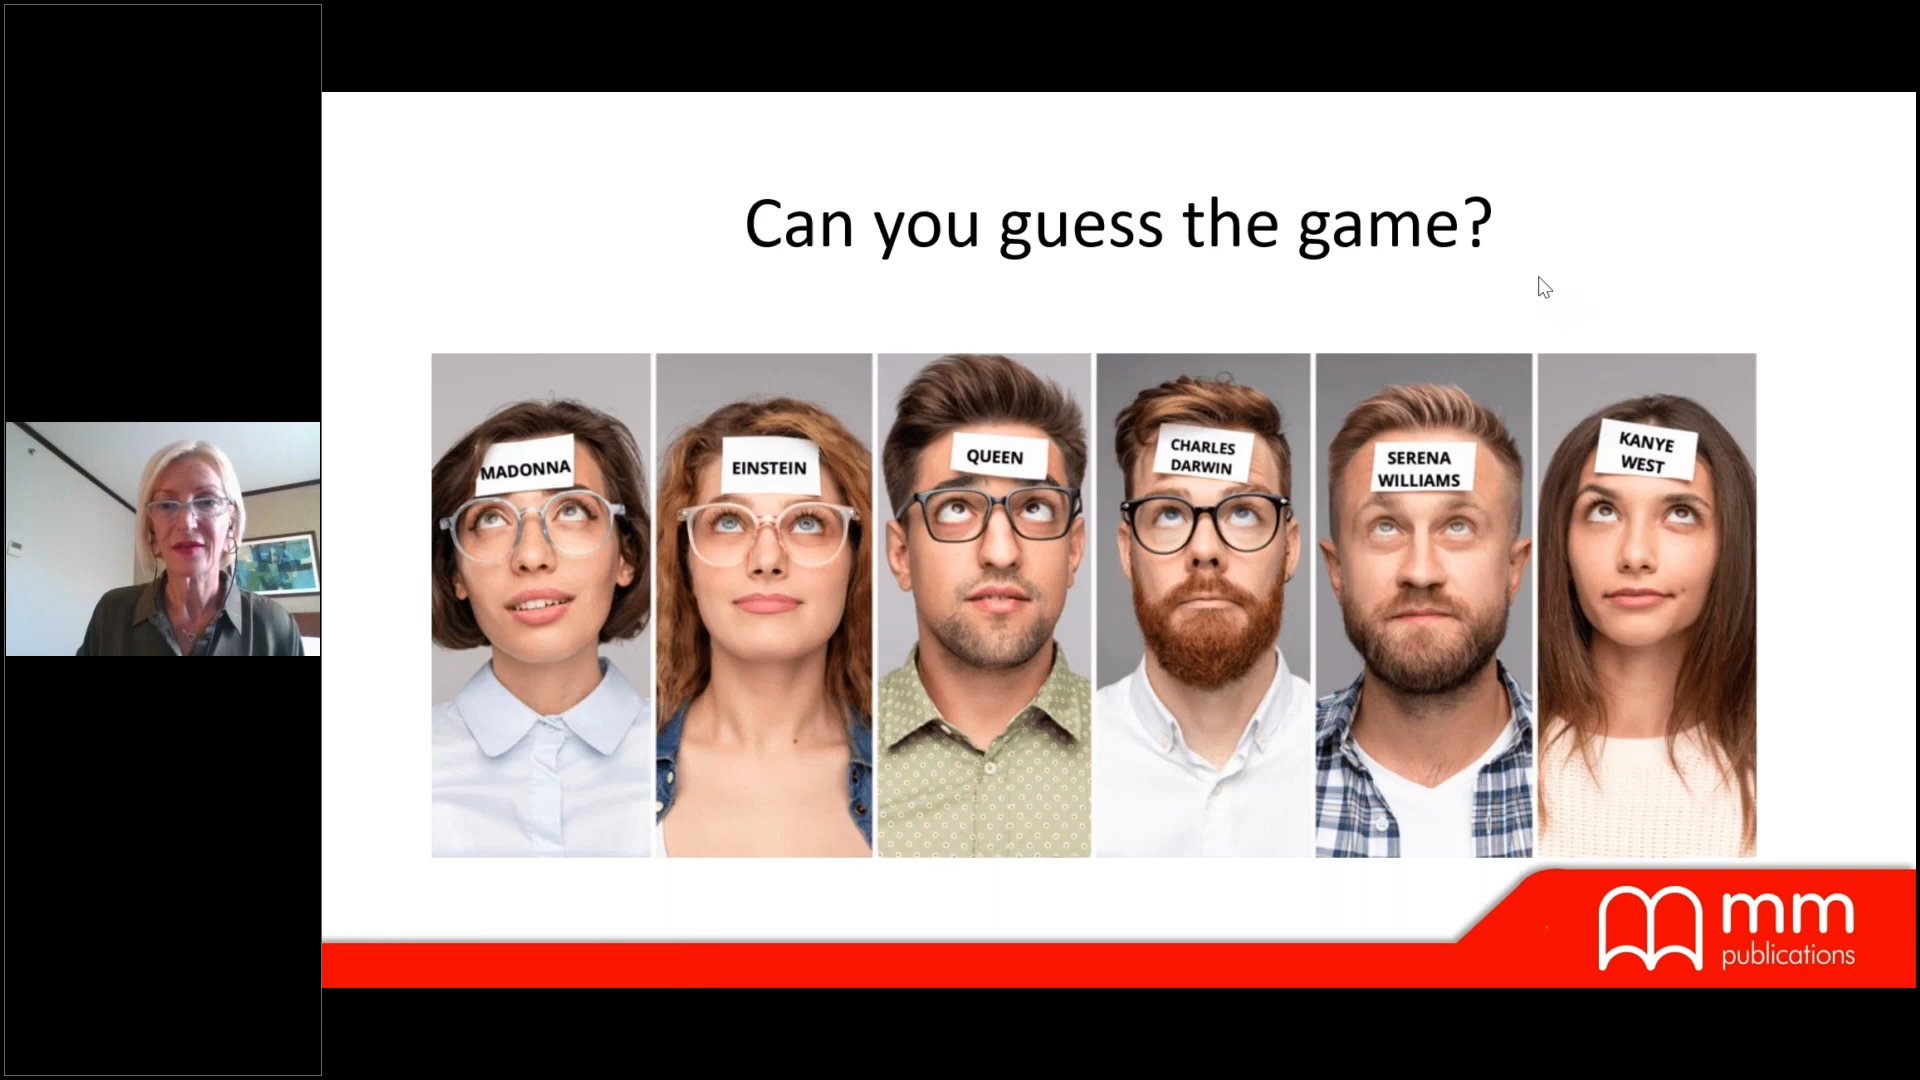 Can you guess the game?
MADONNA
EINSTEIN
QUEEN
CHARLES
DARWIN
SERENA
WILLIAMS
KANYE
WEST
mm
publications